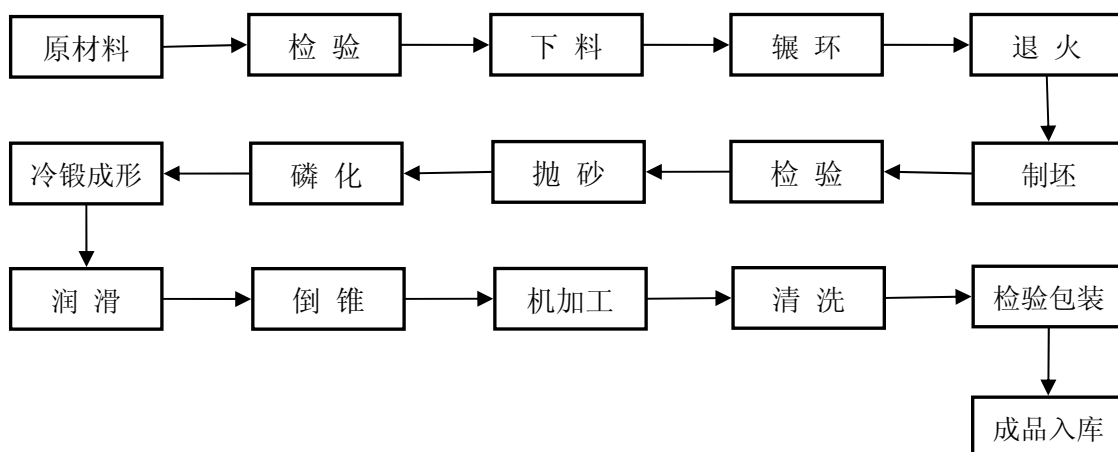 原材料
检 验
下 料
辗 环
退 火
制坯
检 验
抛 砂
磷 化
冷锻成形
润 滑
倒 锥
机加工
清 洗
检验包装
成品入库